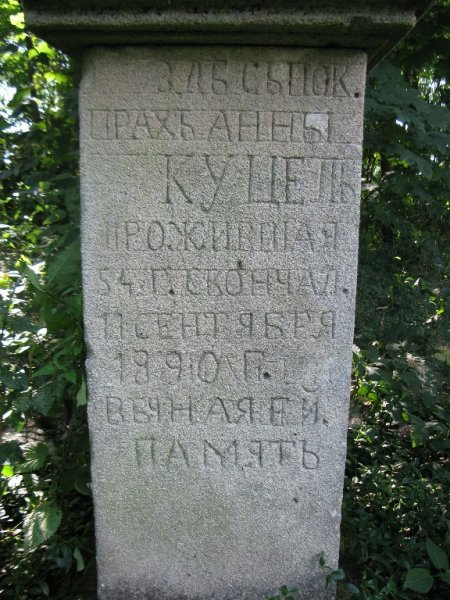 ЗДѢСЬ ПОК.
ПРАХЪ АННЫ
КУЦЕЛЬ
ПРОЖИВШАЯ
54. Г. СКОНЧАЛ.
11 СЕНТЯБРЯ
1890 Г.
ВѢЧНАЯ ЕЙ.
ПАМЯТЬ